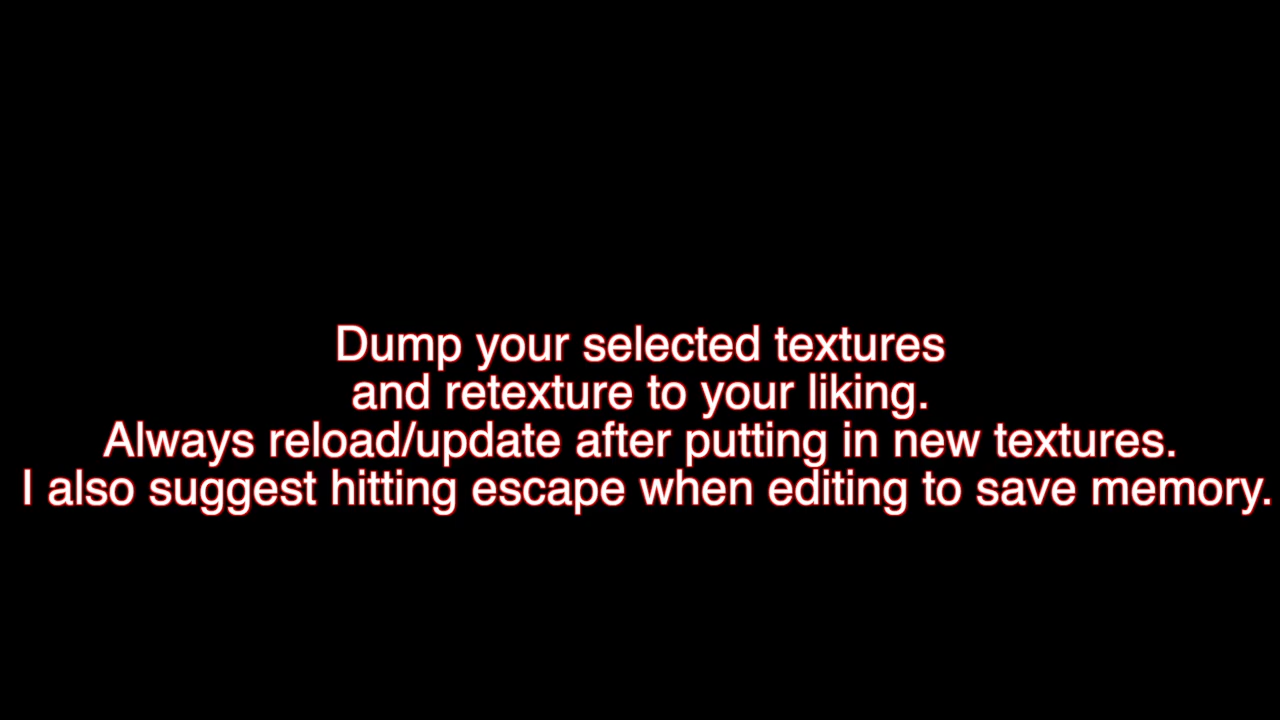 Dump your selected textures
and retexture to your liking.
Always reload/update after putting in new textures.
I also suggest hitting escape when editing to save memory.